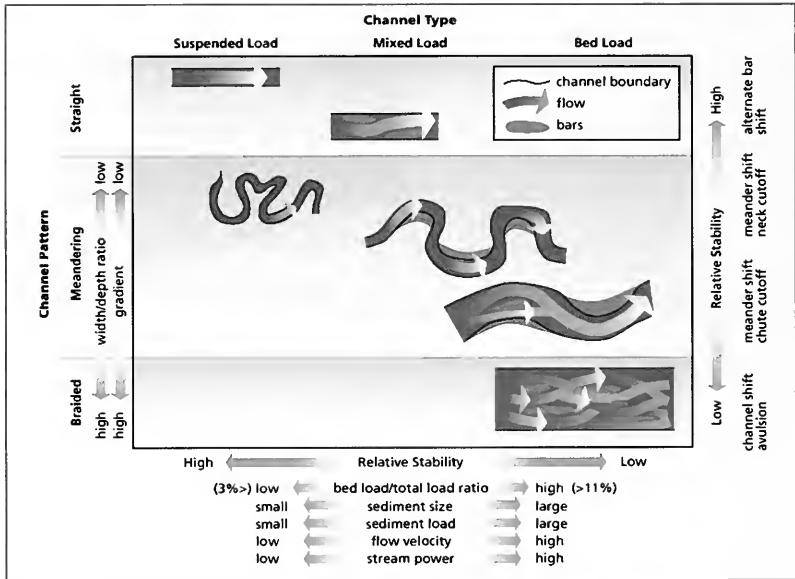 Channel Type
Suspended Load Mixed Load Bed Load
channel boundary
flow
bars
Channel Pattern
Straight
Meandering
Braided
low low
width/depth ratio
gradient
high
high
High
Relative Stability
Low
alternate bar
shift
meander shift
neck cutoff
meander shift
chute cutoff
channel shift
avulsion
High Relative Stability Low
(3%>) low bed load/total load ratio high (>11%)
small sediment size large
small sediment load large
low flow velocity high
low stream power high